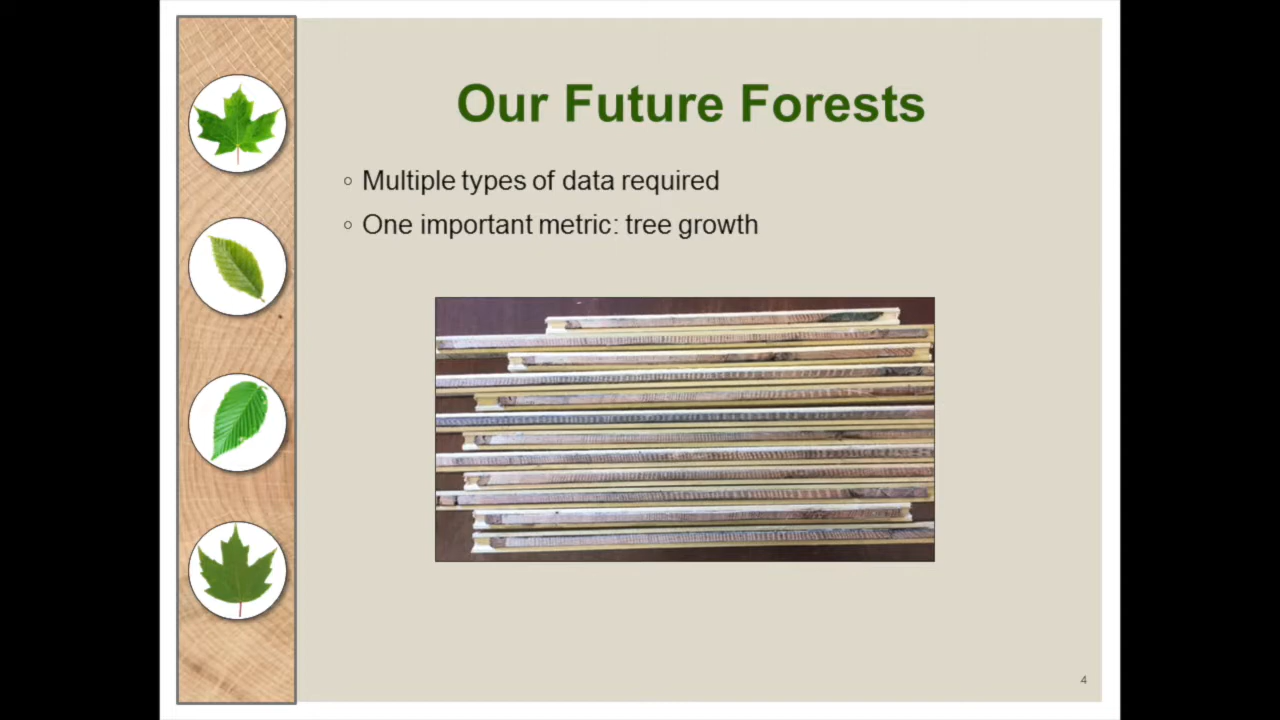 Our Future Forests
◦ Multiple types of data required
◦ One important metric: tree growth
4